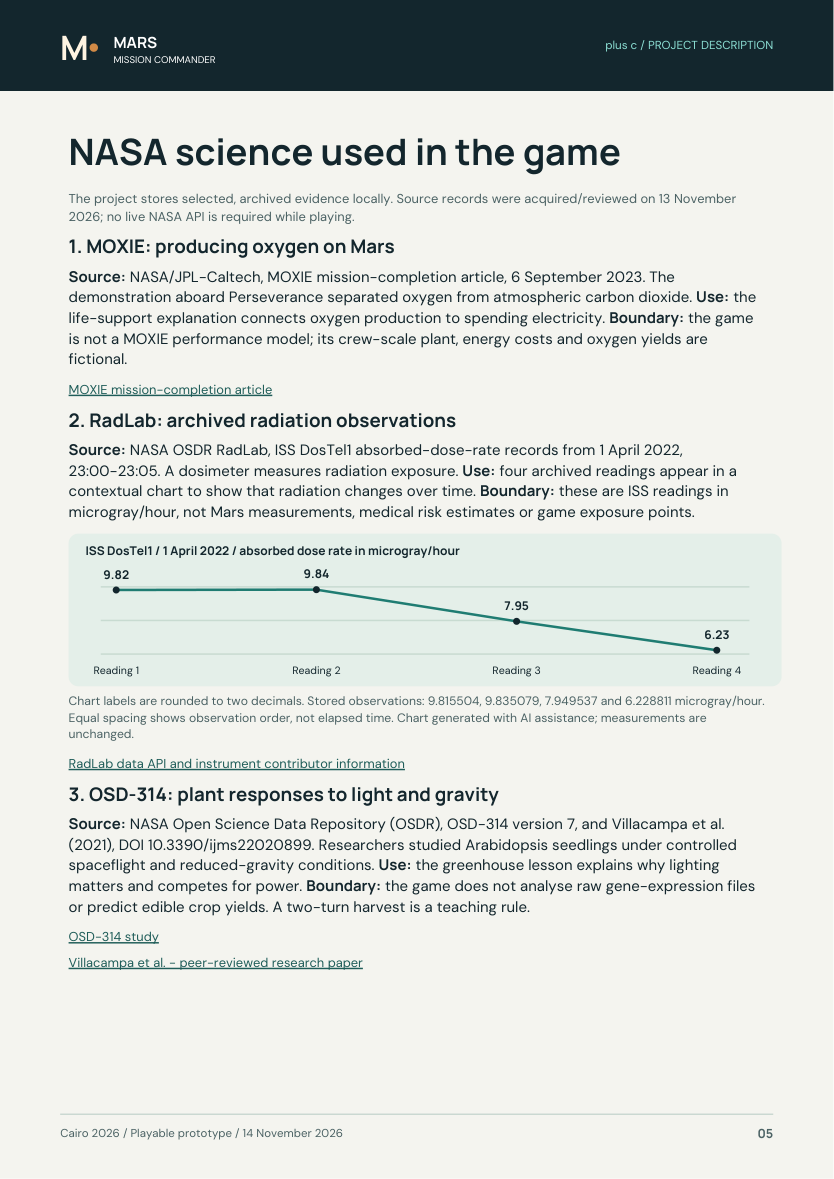 M
MARS
MISSION COMMANDER
plus c / PROJECT DESCRIPTION
NASA science used in the game
The project stores selected, archived evidence locally. Source records were acquired/reviewed on 13 November
2026; no live NASA API is required while playing.
1. MOXIE: producing oxygen on Mars
Source: NASA/JPL-Caltech, MOXIE mission-completion article, 6 September 2023. The
demonstration aboard Perseverance separated oxygen from atmospheric carbon dioxide. Use: the
life-support explanation connects oxygen production to spending electricity. Boundary: the game
is not a MOXIE performance model; its crew-scale plant, energy costs and oxygen yields are
fictional.
MOXIE mission-completion article
2. RadLab: archived radiation observations
Source: NASA OSDR RadLab, ISS DosTel1 absorbed-dose-rate records from 1 April 2022,
23:00-23:05. A dosimeter measures radiation exposure. Use: four archived readings appear in a
contextual chart to show that radiation changes over time. Boundary: these are ISS readings in
microgray/hour, not Mars measurements, medical risk estimates or game exposure points.
ISS DosTel1 / 1 April 2022 / absorbed dose rate in microgray/hour
9.82
9.84
7.95
6.23
Reading 1
Reading 2
Reading 3
Reading 4
Chart labels are rounded to two decimals. Stored observations: 9.815504, 9.835079, 7.949537 and 6.228811 microgray/hour.
Equal spacing shows observation order, not elapsed time. Chart generated with AI assistance; measurements are
unchanged.
RadLab data API and instrument contributor information
3. OSD-314: plant responses to light and gravity
Source: NASA Open Science Data Repository (OSDR), OSD-314 version 7, and Villacampa et al.
(2021), DOI 10.3390/ijms22020899. Researchers studied Arabidopsis seedlings under controlled
spaceflight and reduced-gravity conditions. Use: the greenhouse lesson explains why lighting
matters and competes for power. Boundary: the game does not analyse raw gene-expression files
or predict edible crop yields. A two-turn harvest is a teaching rule.
OSD-314 study
Villacampa et al. - peer-reviewed research paper
Cairo 2026 / Playable prototype / 14 November 2026
05